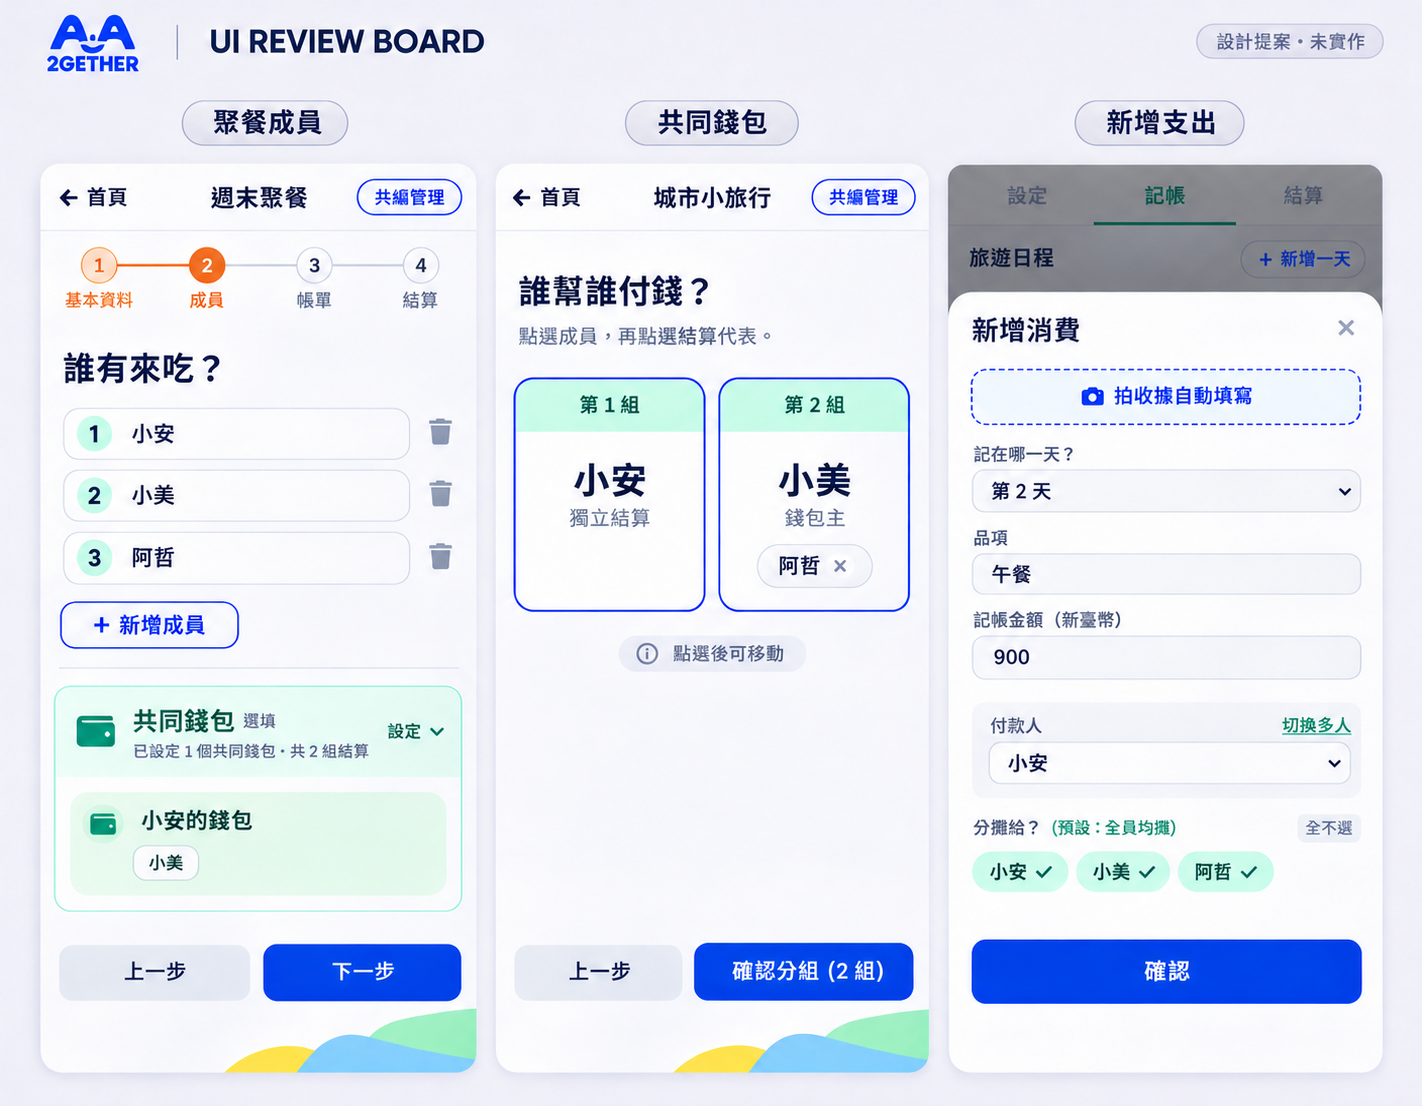 AA
2GETHER
UI REVIEW BOARD
設計提案・未實作
聚餐成員
← 首頁
週末聚餐
共編管理
1
2
3
4
基本資料
成員
帳單
結算
誰有來吃？
1 小安
2 小美
3 阿哲
+ 新增成員
共同錢包 選填
已設定 1 個共同錢包・共 2 組結算
設定
小安的錢包
小美
上一步
下一步
共同錢包
← 首頁
城市小旅行
共編管理
誰幫誰付錢？
點選成員，再點選結算代表。
第 1 組
小安
獨立結算
第 2 組
小美
錢包主
阿哲 ×
點選後可移動
上一步
確認分組 (2 組)
新增支出
設定
記帳
結算
旅遊日程
+ 新增一天
新增消費
×
拍收據自動填寫
記在哪一天？
第 2 天
品項
午餐
記帳金額（新臺幣）
900
付款人
切換多人
小安
分攤給？（預設：全員均攤）
全不選
小安 ✓
小美 ✓
阿哲 ✓
確認